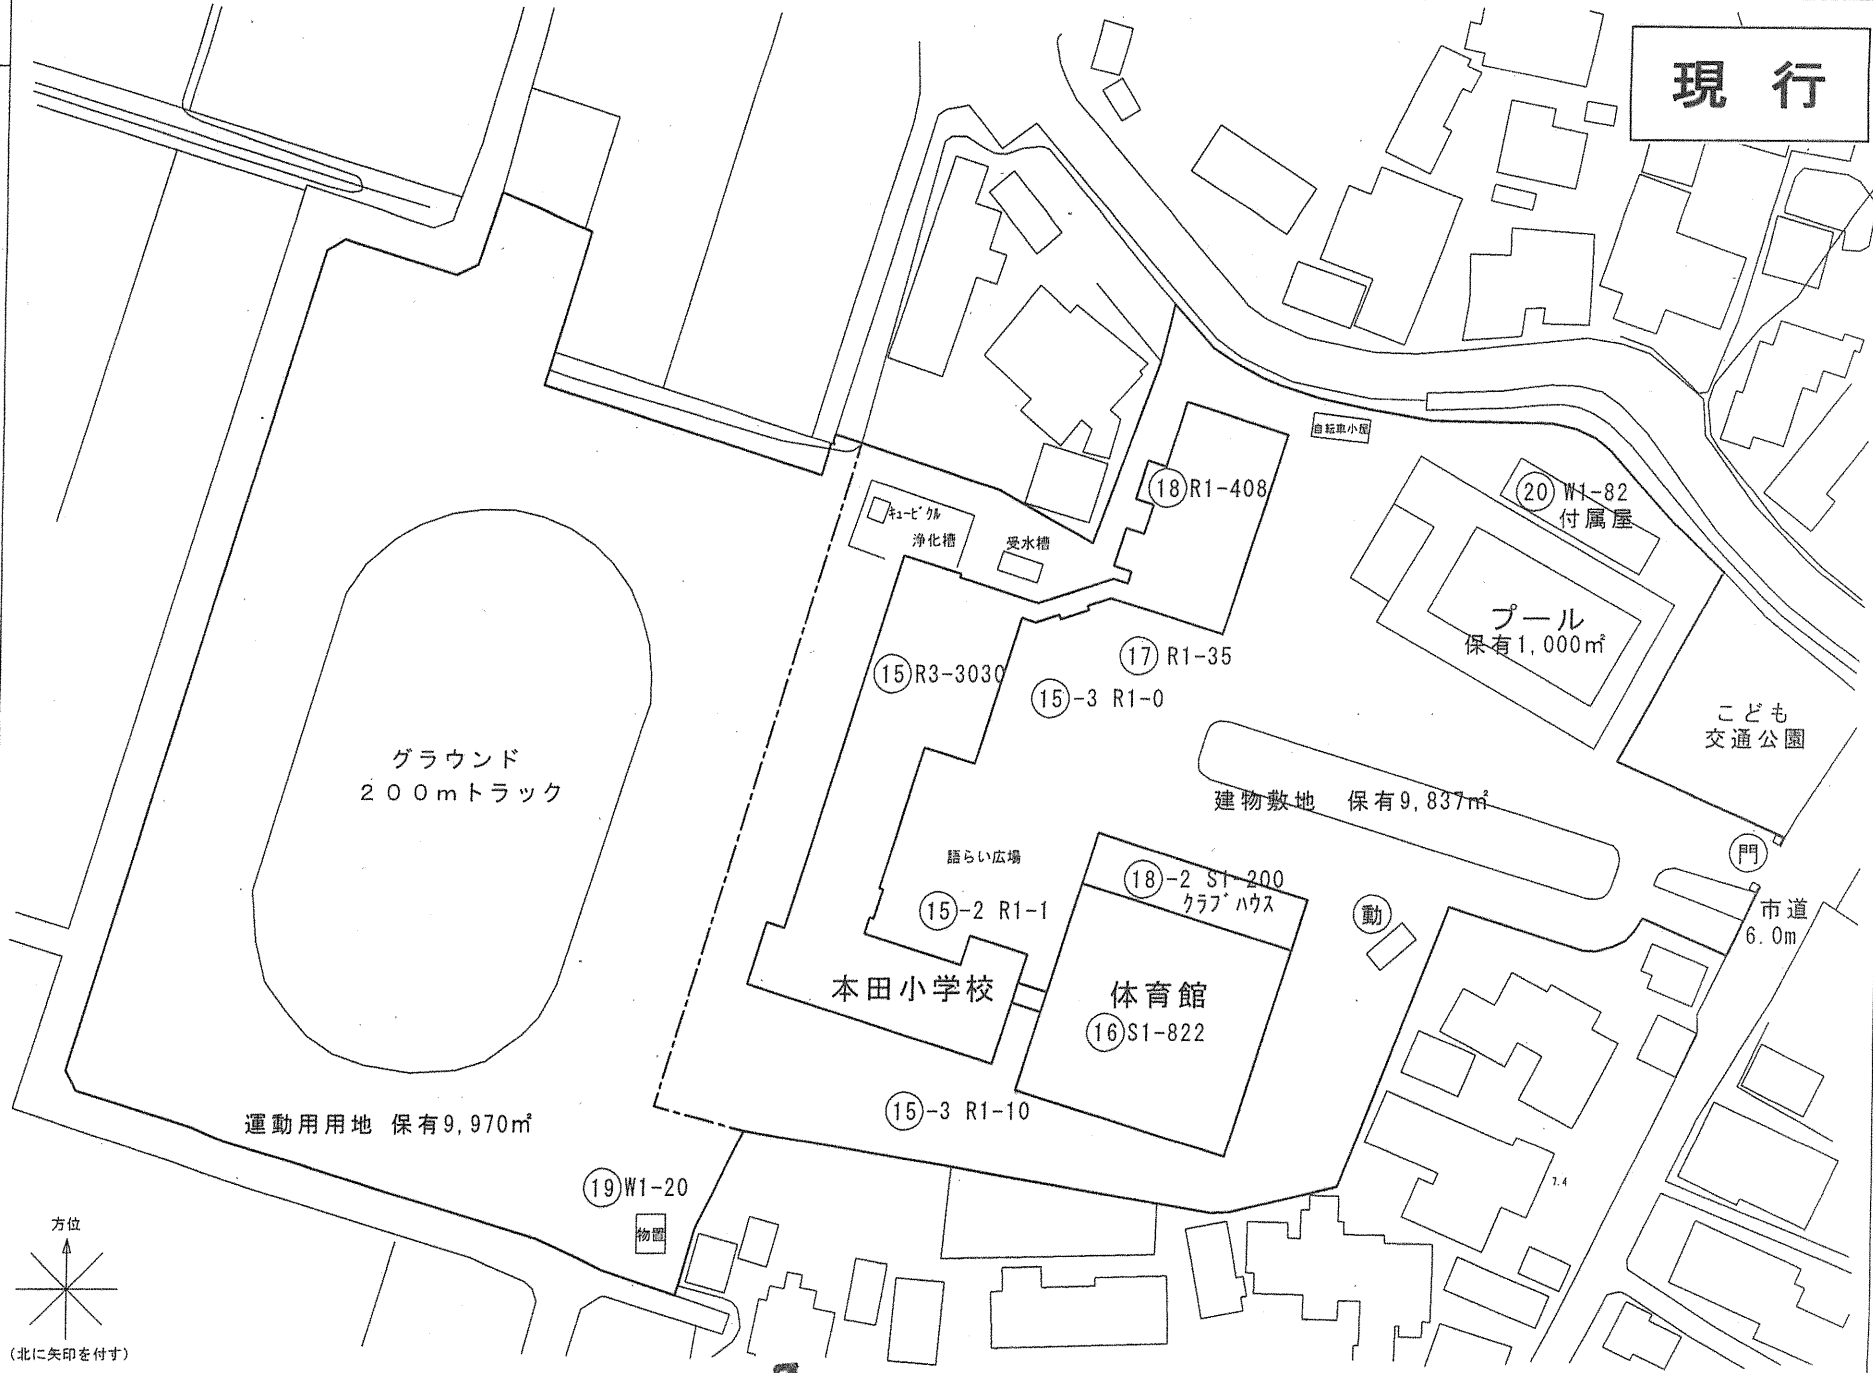 現 行
自転車小屋
⑱R1-408
⑳ W1-82
付属屋
キュービクル
浄化槽
受水槽
プール
保有1,000㎡
⑰ R1-35
⑮R3-3030
⑮-3 R1-0
こども
交通公園
グラウンド
200mトラック
建物敷地 保有9,837㎡
門
語らい広場
⑱-2 S1-200
クラブハウス
⑮-2 R1-1
動
市道
6.0m
本田小学校
体育館
⑯S1-822
⑮-3 R1-10
運動用用地 保有9,970㎡
⑲W1-20
物置
7.4
方位
(北に矢印を付す)